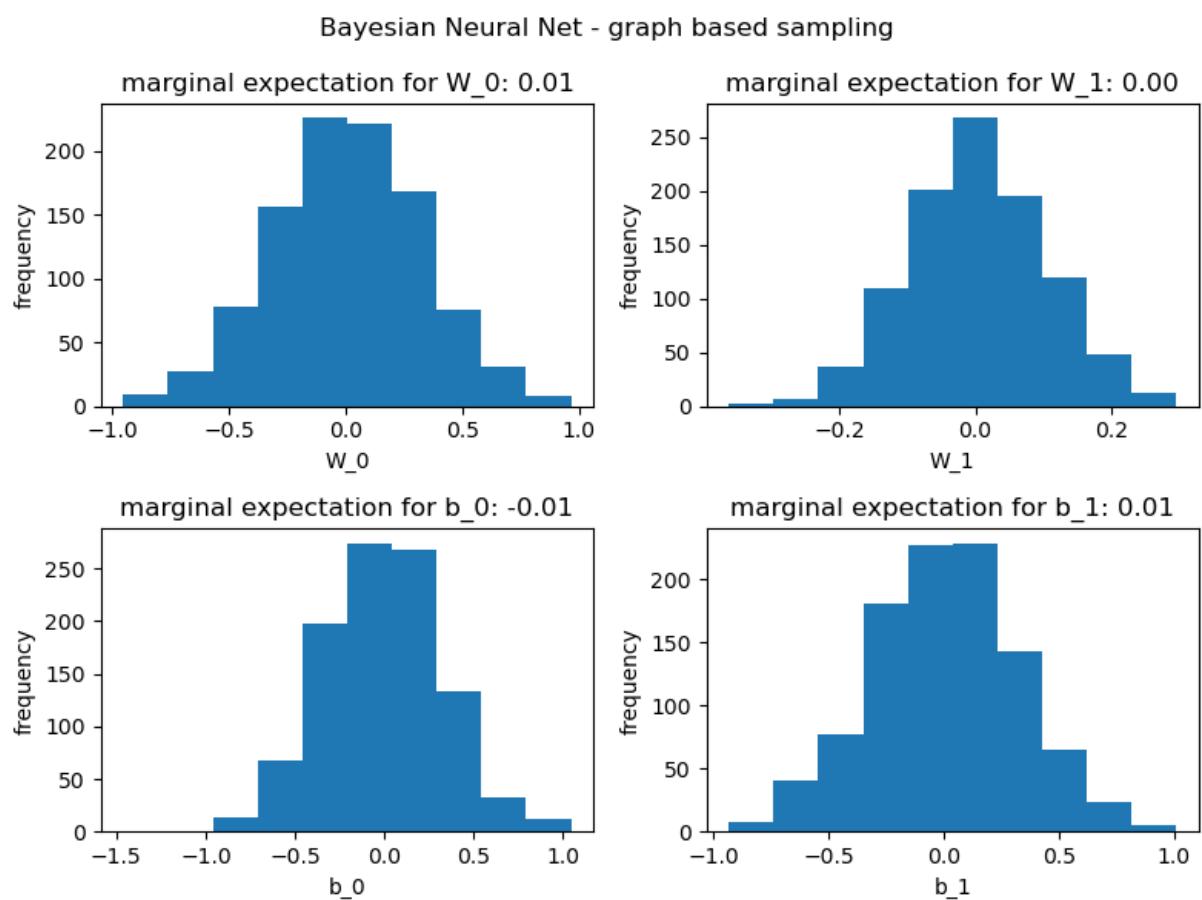 Bayesian Neural Net - graph based sampling
marginal expectation for W_0: 0.01
200
150
100
50
0
frequency
−1.0 −0.5 0.0 0.5 1.0
W_0
marginal expectation for W_1: 0.00
250
200
150
100
50
0
frequency
−0.2 0.0 0.2
W_1
marginal expectation for b_0: -0.01
250
200
150
100
50
0
frequency
−1.5 −1.0 −0.5 0.0 0.5 1.0
b_0
marginal expectation for b_1: 0.01
200
150
100
50
0
frequency
−1.0 −0.5 0.0 0.5 1.0
b_1